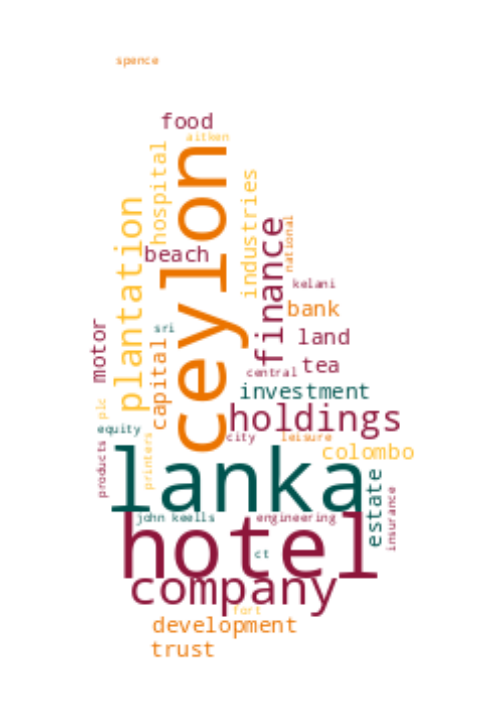 spence
food
aitken
hospital
ceylon
industries
plantation
finance
national
beach
kelani
bank
sri
motor
land
capital
tea
central
investment
plc
holdings
equity
city
leisure
printers
products
colombo
lanka
estate
insurance
john keells
engineering
hotel
ct
company
fort
development
trust